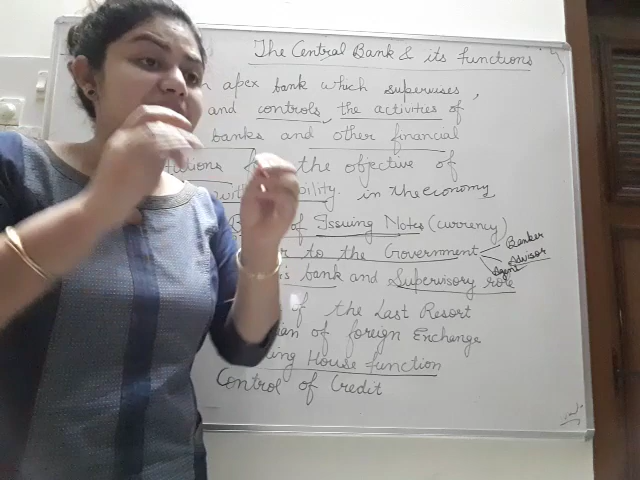 The Central Bank & its functions
apex bank which supervises,
and controls, the activities of
banks and other financial
the objective of
with in the economy
of Issuing Notes (currency)
to the Government
Banker
Advisor
Agent
bank and Supervisory role
of the Last Resort
of foreign Exchange
House function
Control of Credit